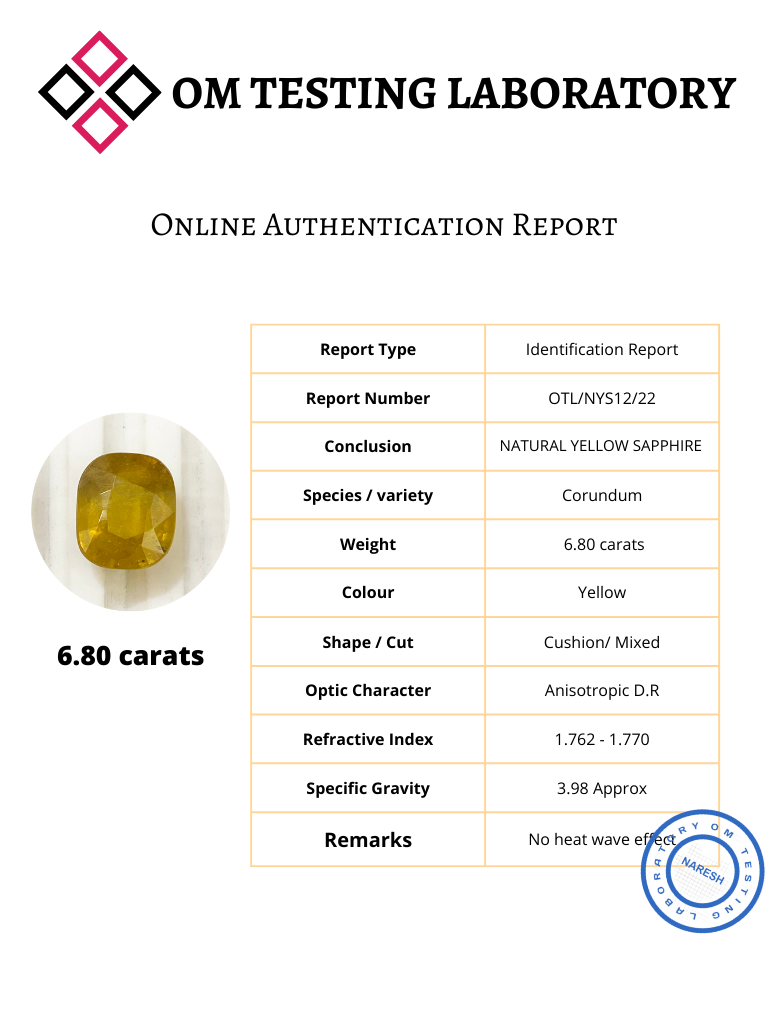 OM TESTING LABORATORY
Online Authentication Report
Report Type Identification Report
Report Number OTL/NYS12/22
Conclusion NATURAL YELLOW SAPPHIRE
Species / variety Corundum
Weight 6.80 carats
Colour Yellow
Shape / Cut Cushion/ Mixed
6.80 carats
Optic Character Anisotropic D.R
Refractive Index 1.762 - 1.770
Specific Gravity 3.98 Approx
Remarks No heat wave effect
OM TESTING LABORATORY
NARESH